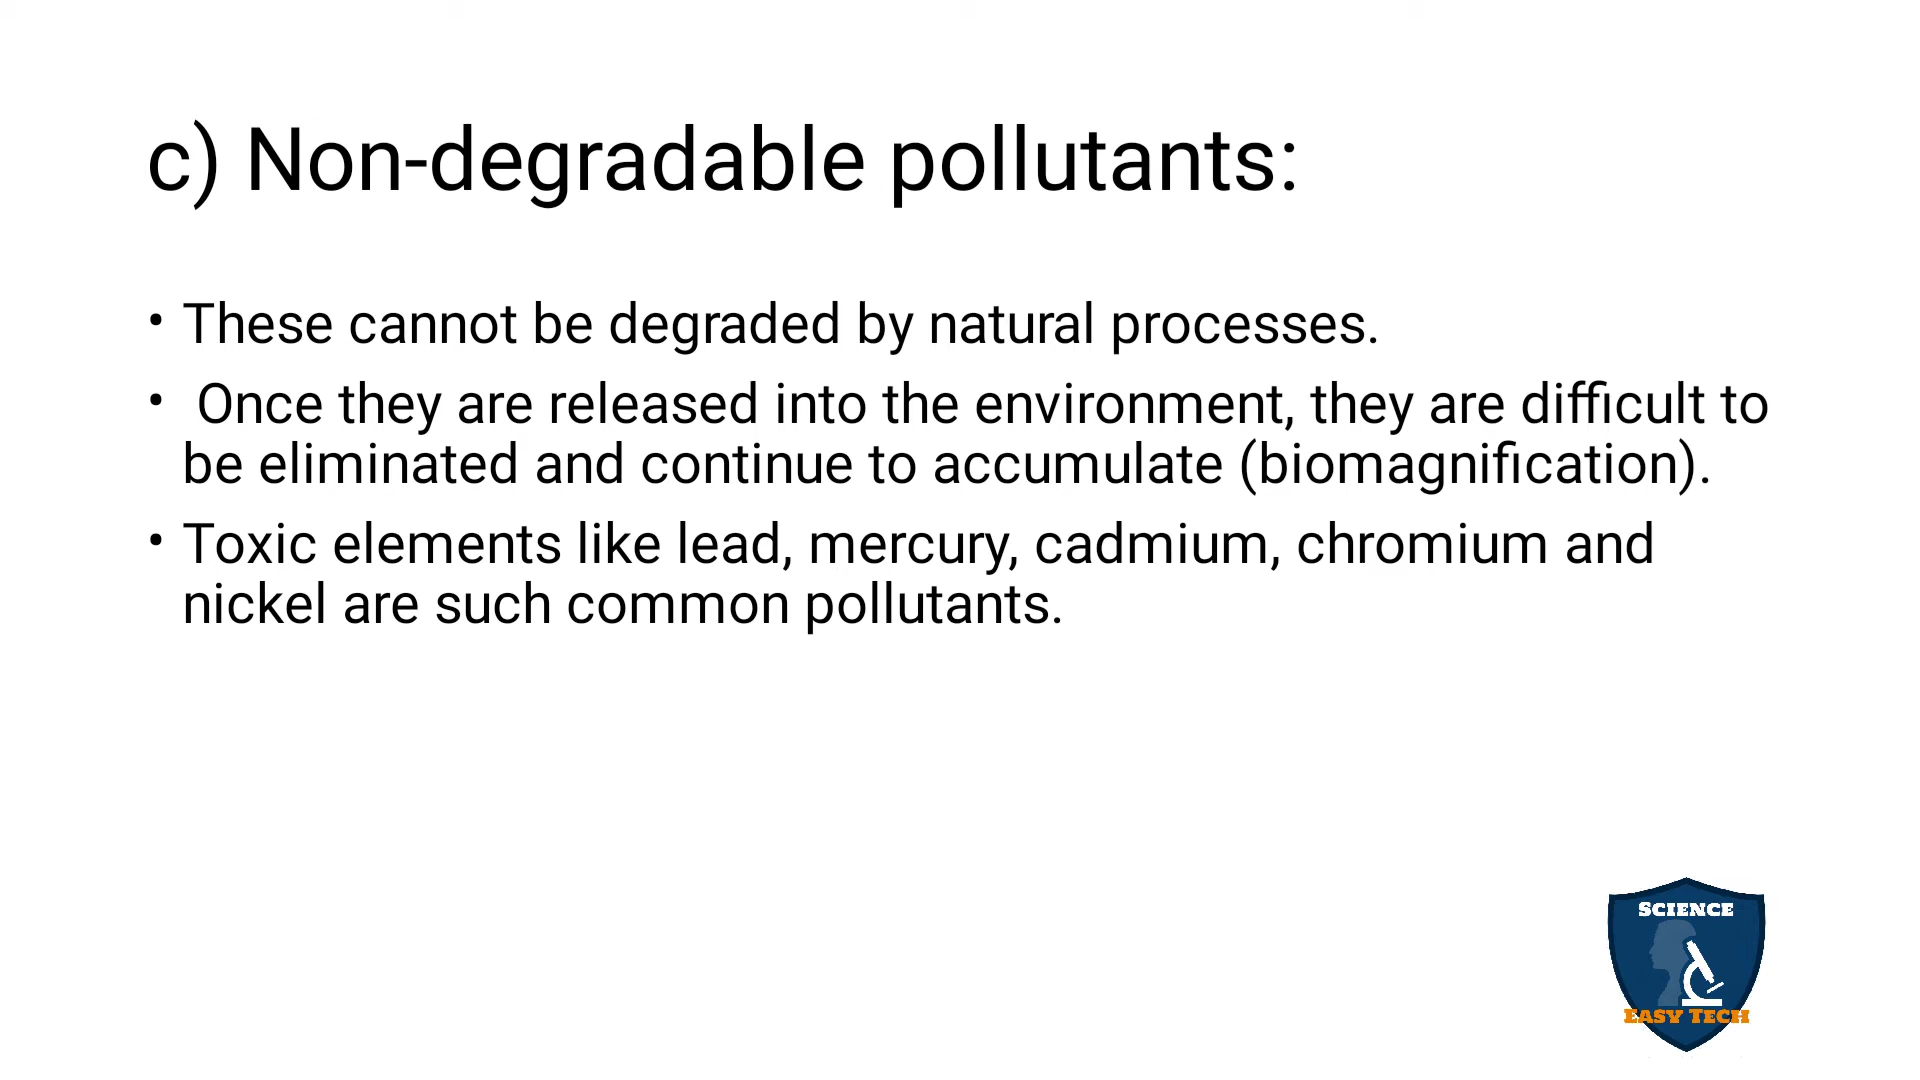 c) Non-degradable pollutants:
• These cannot be degraded by natural processes.
• Once they are released into the environment, they are difficult to
be eliminated and continue to accumulate (biomagnification).
• Toxic elements like lead, mercury, cadmium, chromium and
nickel are such common pollutants.
SCIENCE
EASY TECH